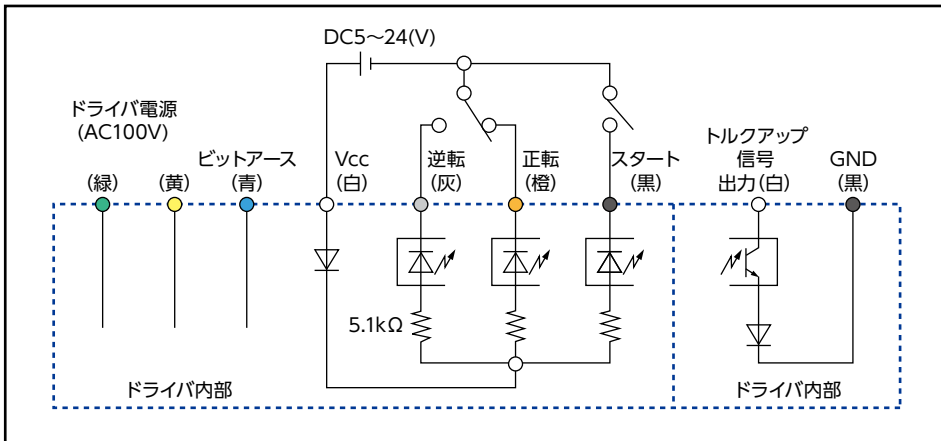 DC5～24(V)
ドライバ電源
(AC100V)
(緑)
(黄)
ビットアース
(青)
Vcc
(白)
逆転
(灰)
正転
(橙)
スタート
(黒)
トルクアップ
信号
出力(白)
GND
(黒)
5.1kΩ
ドライバ内部
ドライバ内部